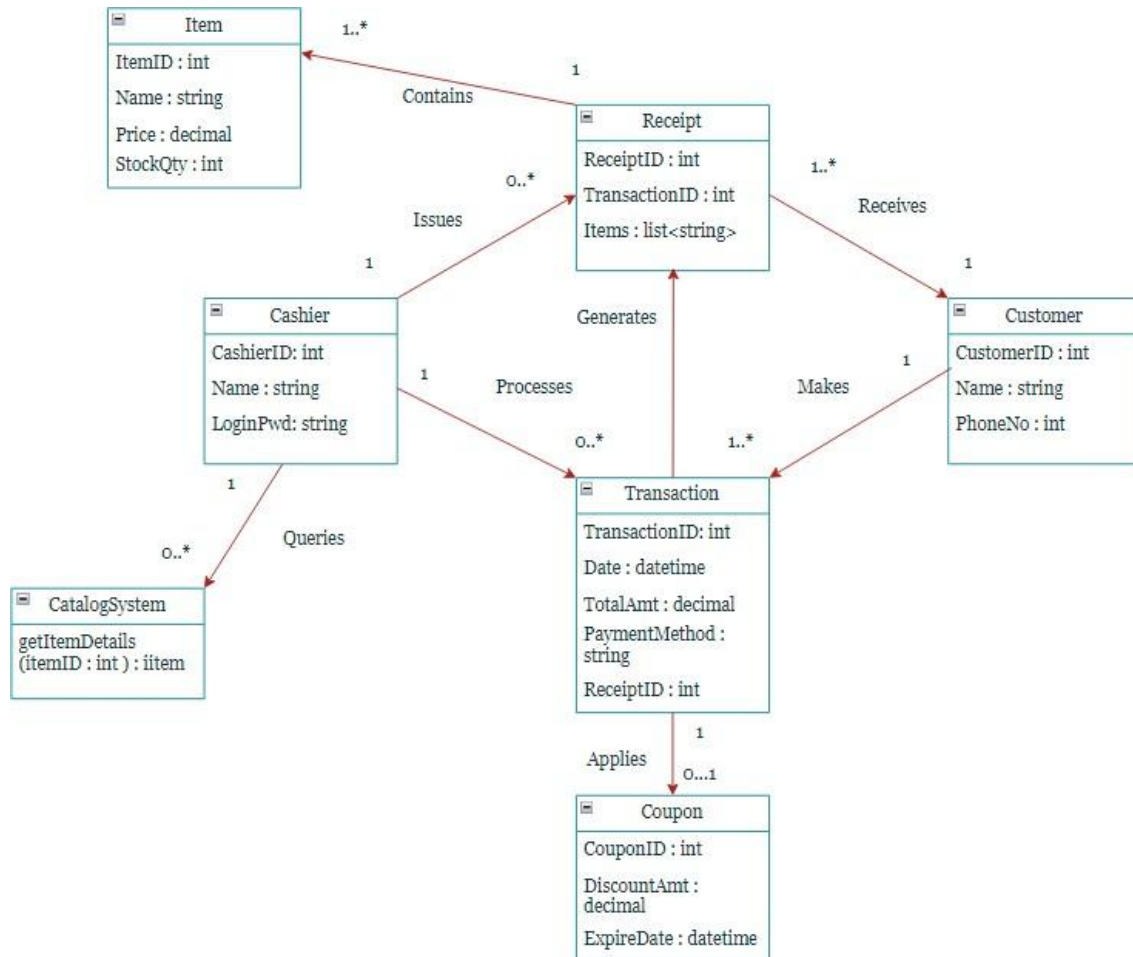 Item
ItemID : int
Name : string
Price : decimal
StockQty : int
1..*
1
Contains
Receipt
ReceiptID : int
TransactionID : int
Items : list<string>
0..*
Issues
1
1..*
Receives
1
Generates
Cashier
CashierID: int
Name : string
LoginPwd: string
Customer
CustomerID : int
Name : string
PhoneNo : int
1
Processes
0..*
1
Makes
1..*
1
Queries
0..*
Transaction
TransactionID: int
Date : datetime
TotalAmt : decimal
PaymentMethod :
string
ReceiptID : int
CatalogSystem
getItemDetails
(itemID : int ) : iitem
1
Applies
0...1
Coupon
CouponID : int
DiscountAmt :
decimal
ExpireDate : datetime